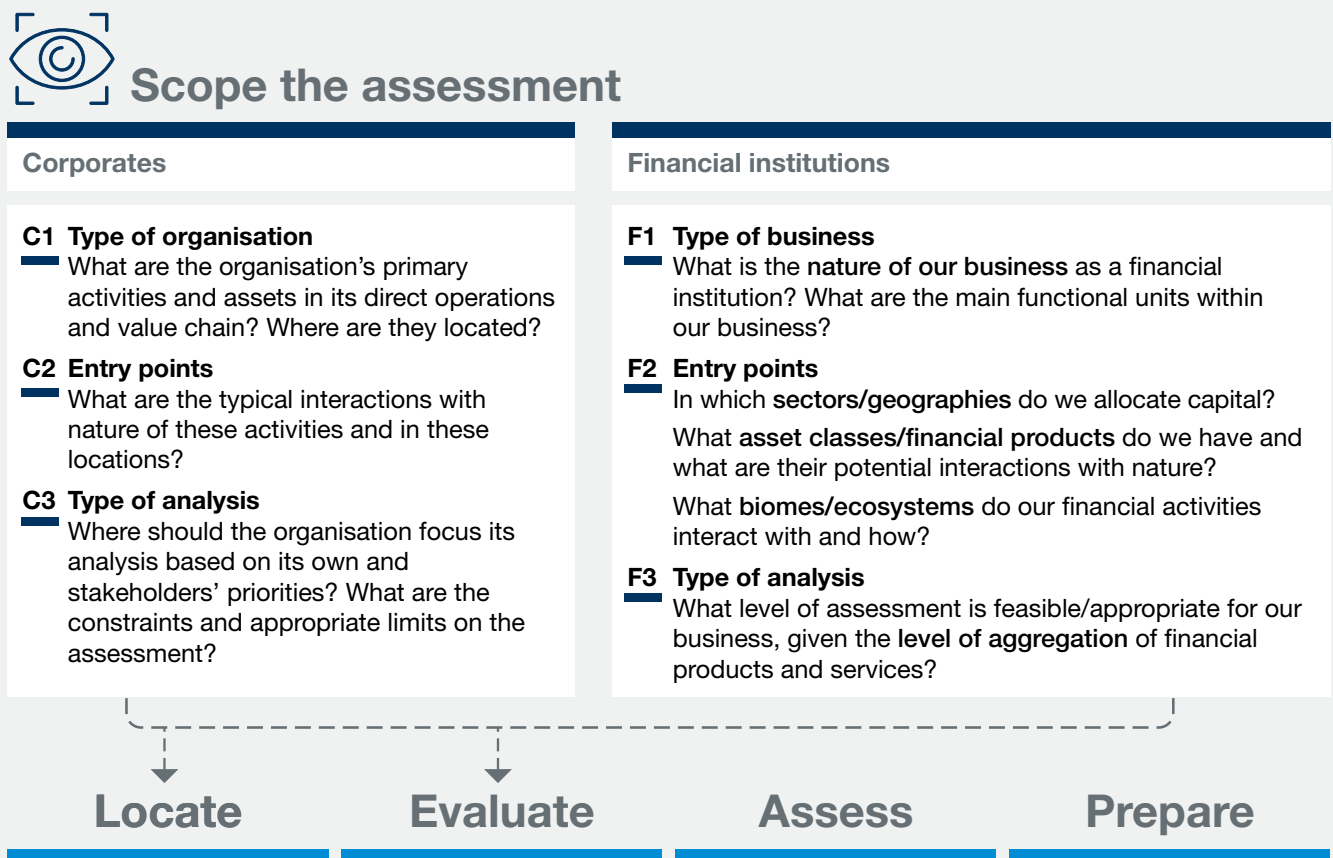 Scope the assessment
Corporates
C1 Type of organisation
What are the organisation’s primary
activities and assets in its direct operations
and value chain? Where are they located?
C2 Entry points
What are the typical interactions with
nature of these activities and in these
locations?
C3 Type of analysis
Where should the organisation focus its
analysis based on its own and
stakeholders’ priorities? What are the
constraints and appropriate limits on the
assessment?
Financial institutions
F1 Type of business
What is the nature of our business as a financial
institution? What are the main functional units within
our business?
F2 Entry points
In which sectors/geographies do we allocate capital?
What asset classes/financial products do we have and
what are their potential interactions with nature?
What biomes/ecosystems do our financial activities
interact with and how?
F3 Type of analysis
What level of assessment is feasible/appropriate for our
business, given the level of aggregation of financial
products and services?
Locate
Evaluate
Assess
Prepare